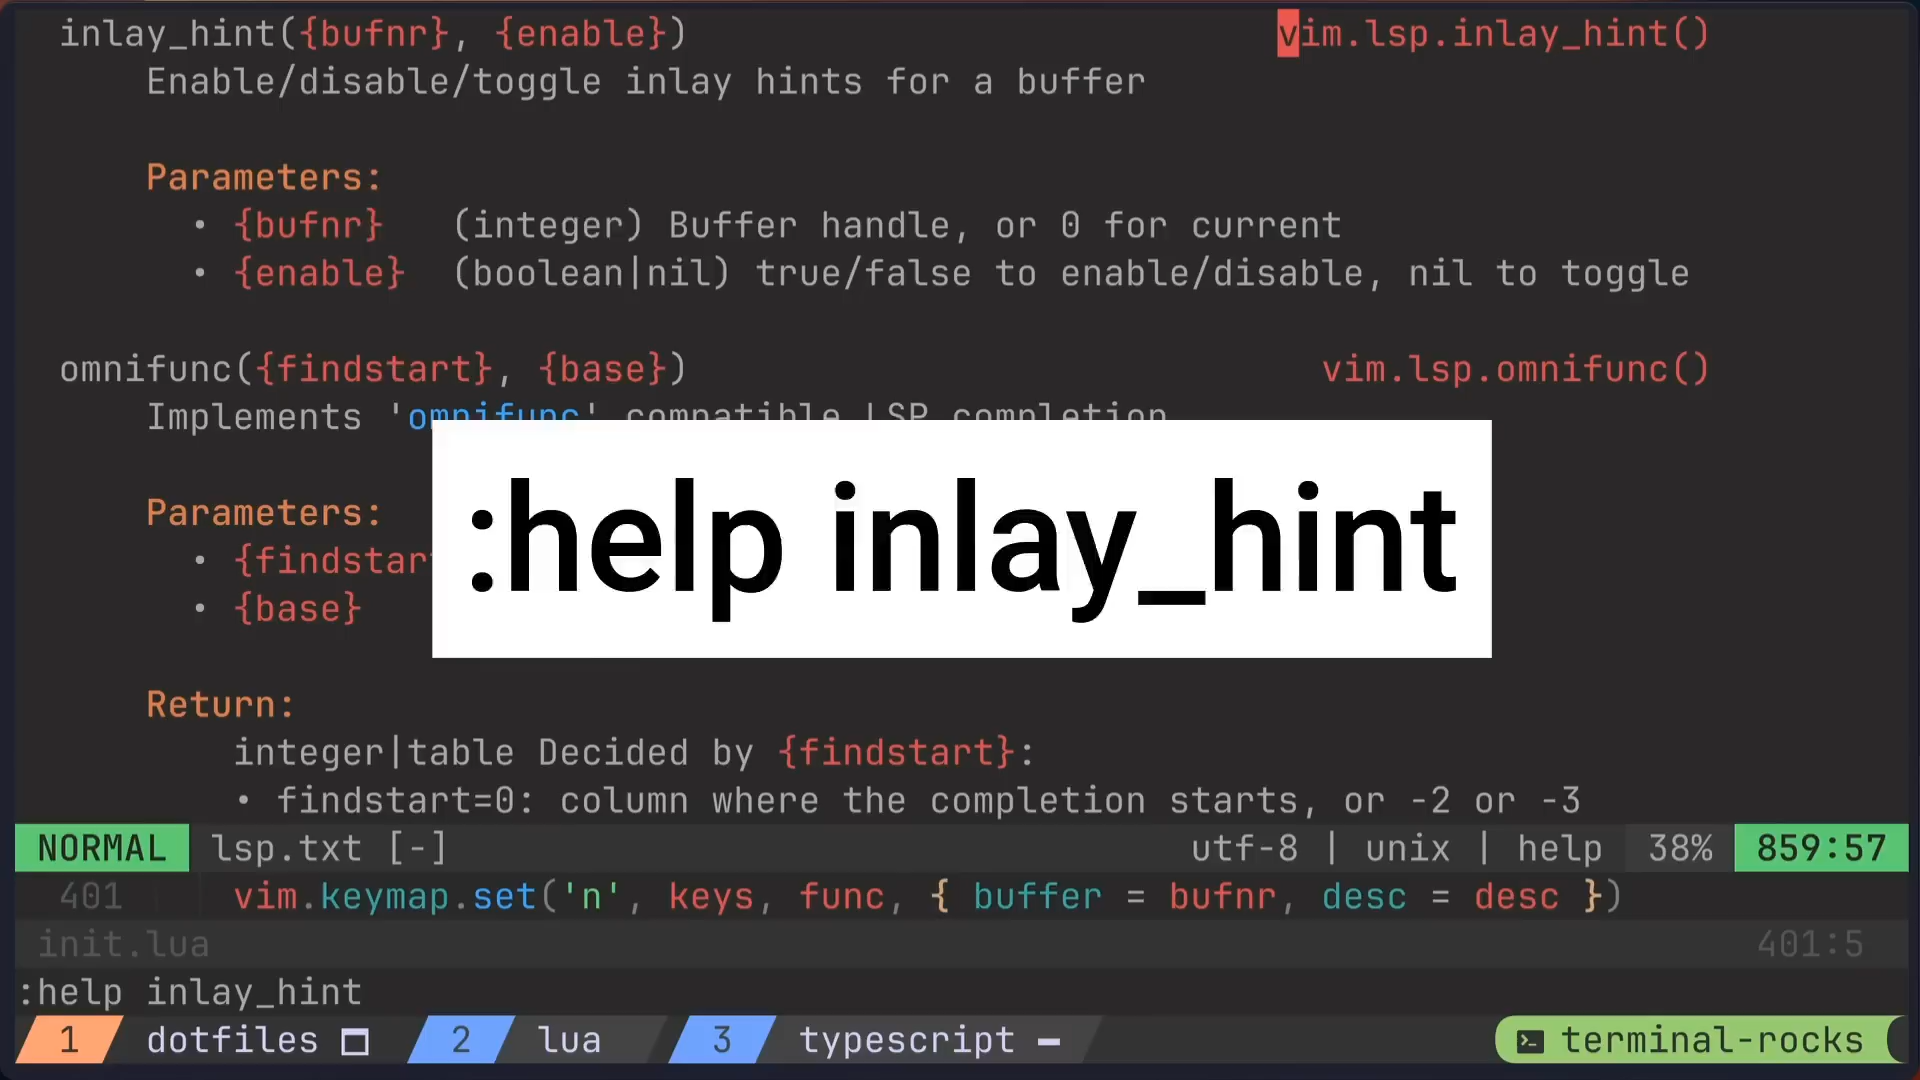 inlay_hint({bufnr}, {enable}) vim.lsp.inlay_hint()
Enable/disable/toggle inlay hints for a buffer
Parameters:
• {bufnr} (integer) Buffer handle, or 0 for current
• {enable} (boolean|nil) true/false to enable/disable, nil to toggle
omnifunc({findstart}, {base}) vim.lsp.omnifunc()
Implements 'omnifunc' compatible LSP completion
:help inlay_hint
Parameters:
• {findstar
• {base}
Return:
integer|table Decided by {findstart}:
• findstart=0: column where the completion starts, or -2 or -3
NORMAL lsp.txt [-] utf-8 | unix | help 38% 859:57
401 vim.keymap.set('n', keys, func, { buffer = bufnr, desc = desc })
init.lua 401:5
:help inlay_hint
1 dotfiles 2 lua 3 typescript terminal-rocks